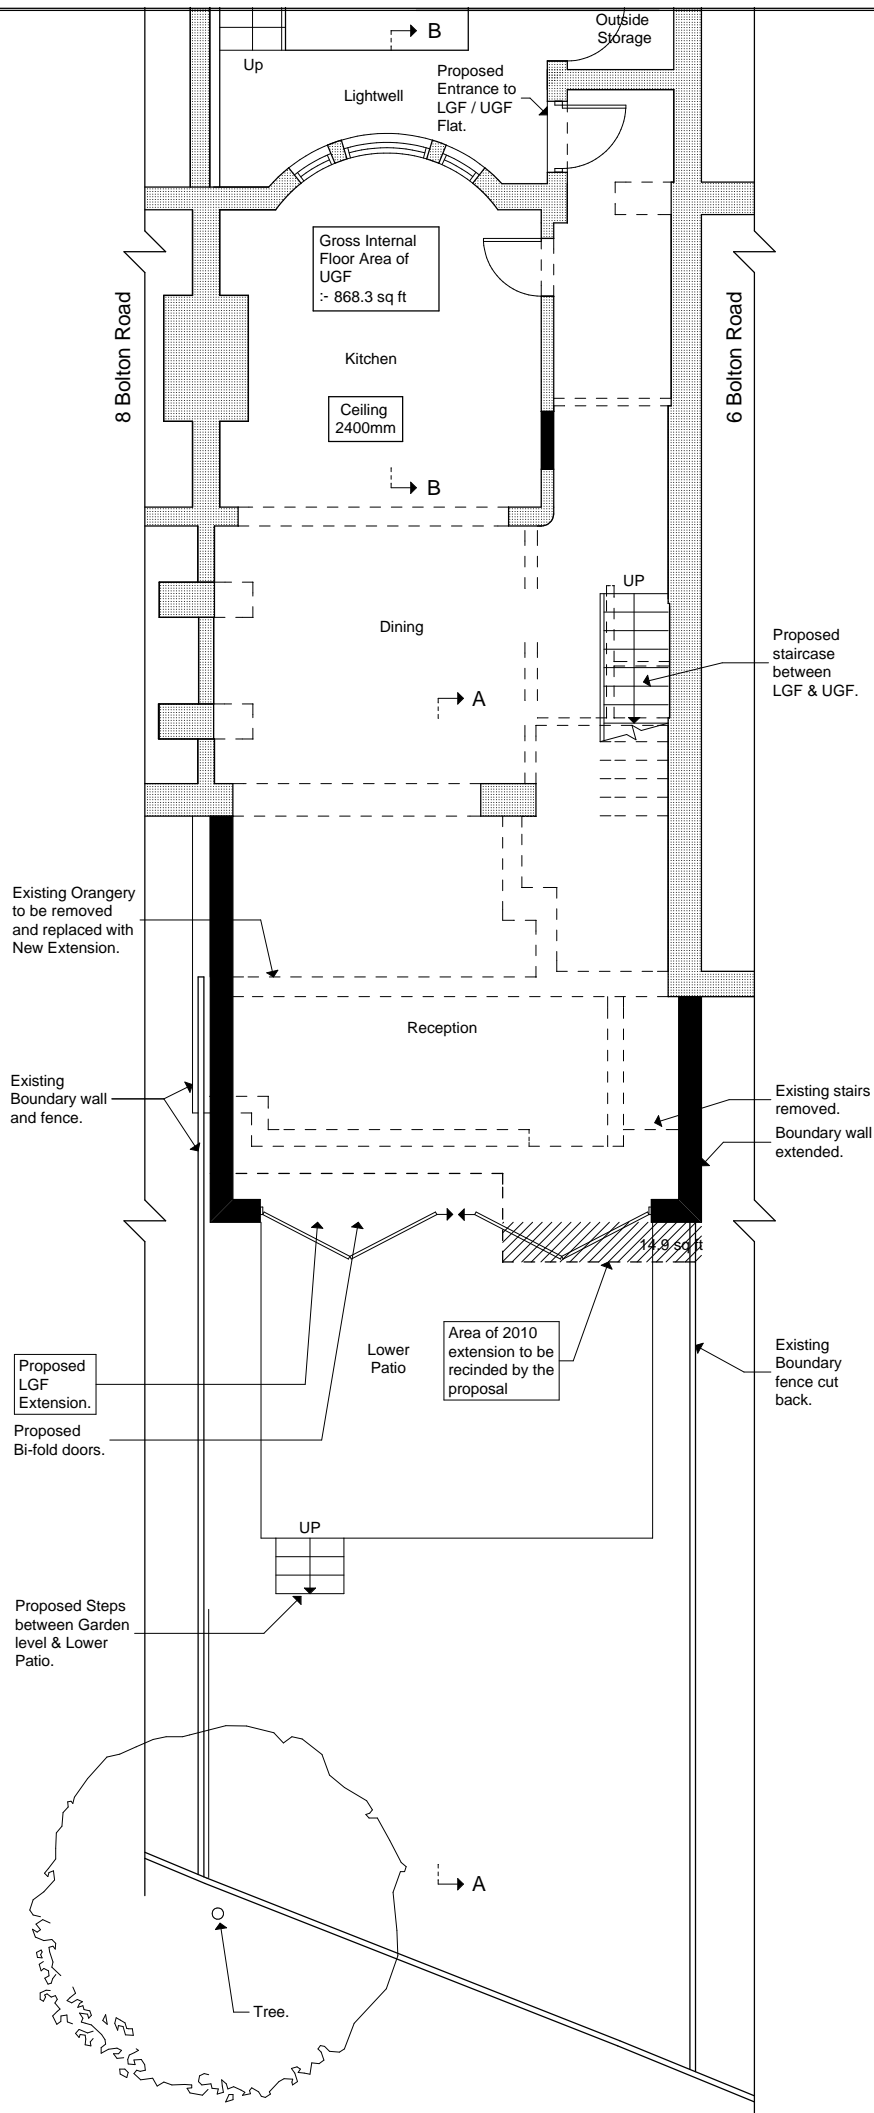 Outside
Storage
B
Up
Proposed
Entrance to
LGF / UGF
Flat.
Lightwell
Gross Internal
Floor Area of
UGF
:- 868.3 sq ft
8 Bolton Road
6 Bolton Road
Kitchen
Ceiling
2400mm
B
UP
Dining
Proposed
staircase
between
LGF & UGF.
A
Existing Orangery
to be removed
and replaced with
New Extension.
Reception
Existing
Boundary wall
and fence.
Existing stairs
removed.
Boundary wall
extended.
14.9 sq ft
Area of 2010
extension to be
recinded by the
proposal
Lower
Patio
Existing
Boundary
fence cut
back.
Proposed
LGF
Extension.
Proposed
Bi-fold doors.
UP
Proposed Steps
between Garden
level & Lower
Patio.
A
Tree.